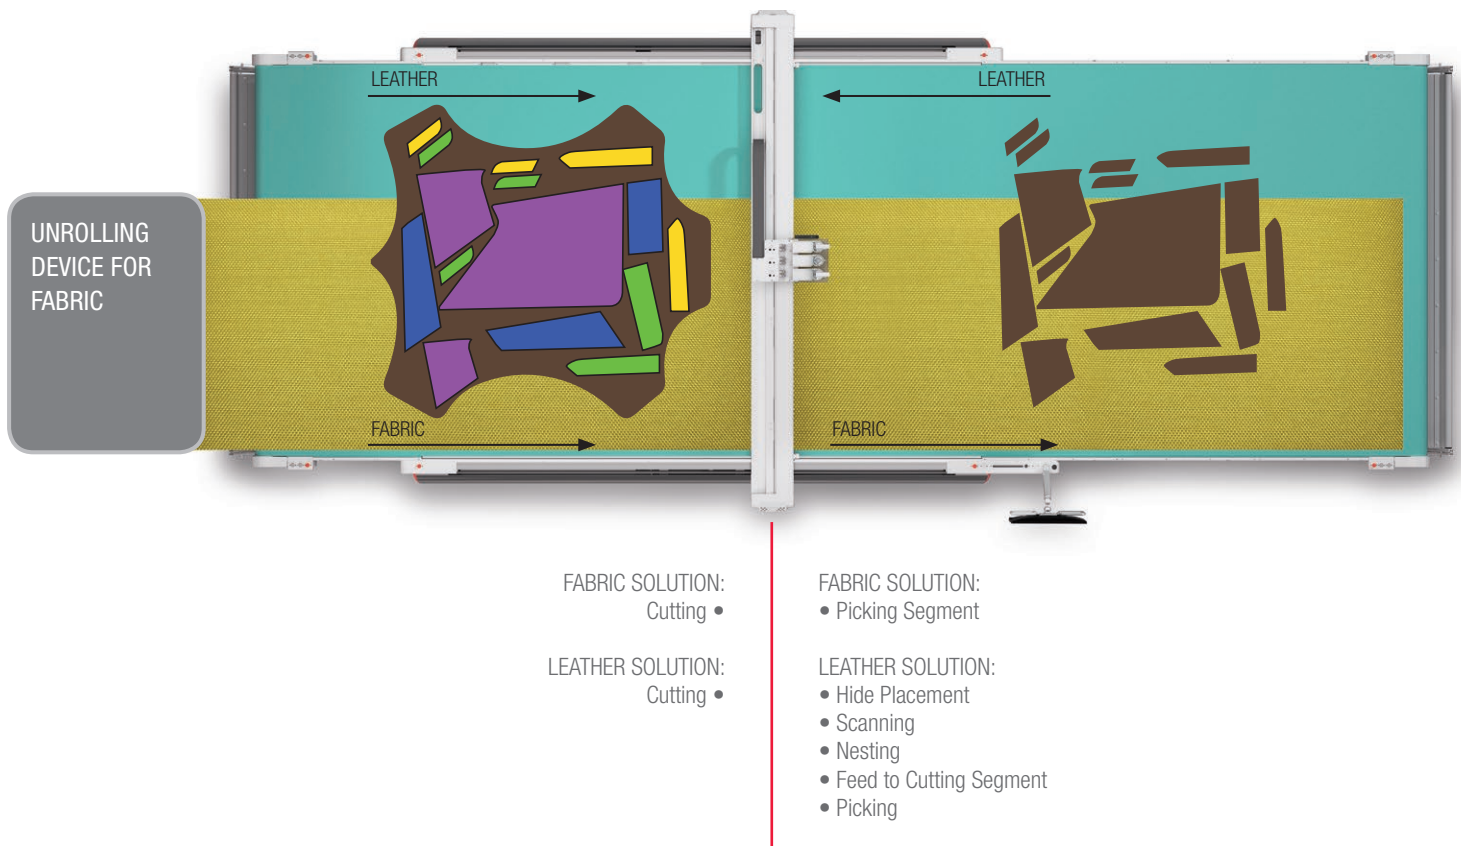 LEATHER
LEATHER
UNROLLING
DEVICE FOR
FABRIC
FABRIC
FABRIC
FABRIC SOLUTION:
Cutting •
LEATHER SOLUTION:
Cutting •
FABRIC SOLUTION:
• Picking Segment
LEATHER SOLUTION:
• Hide Placement
• Scanning
• Nesting
• Feed to Cutting Segment
• Picking